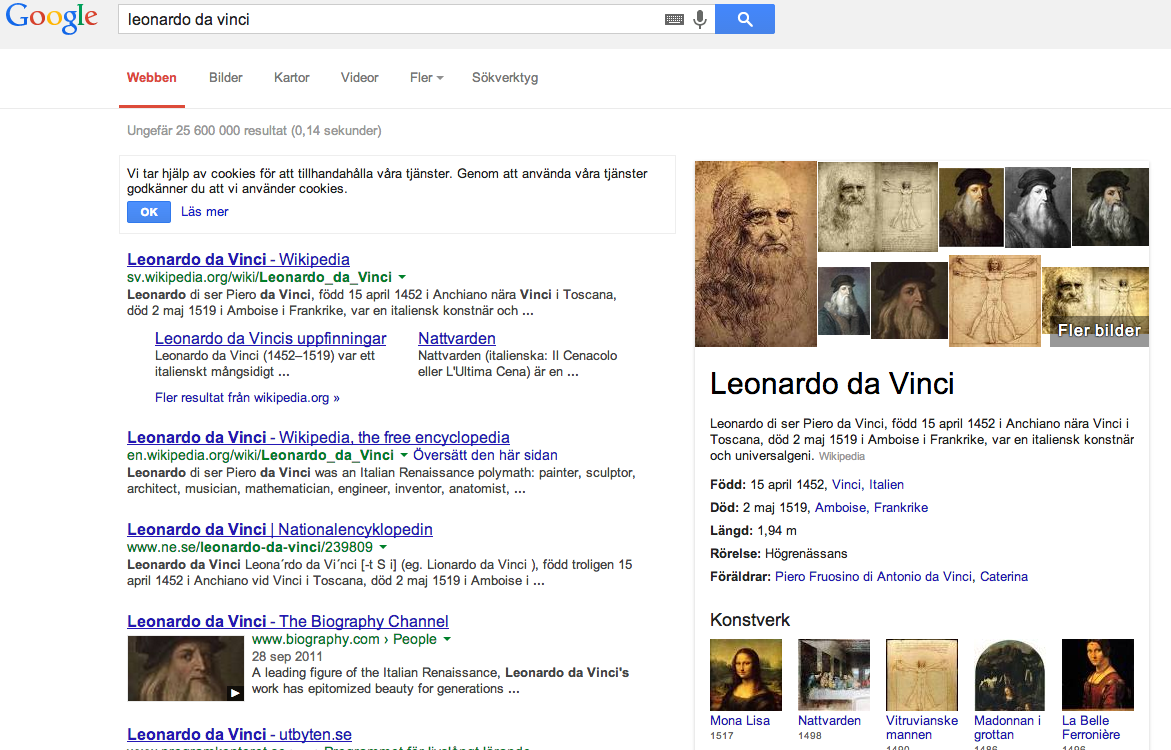 Google
leonardo da vinci
Webben Bilder Kartor Videor Fler Sökverktyg
Ungefär 25 600 000 resultat (0,14 sekunder)
Vi tar hjälp av cookies för att tillhandahålla våra tjänster. Genom att använda våra tjänster
godkänner du att vi använder cookies.
OK Läs mer
Leonardo da Vinci - Wikipedia
sv.wikipedia.org/wiki/Leonardo_da_Vinci
Leonardo di ser Piero da Vinci, född 15 april 1452 i Anchiano nära Vinci i Toscana,
död 2 maj 1519 i Amboise i Frankrike, var en italiensk konstnär och ...
Leonardo da Vincis uppfinningar
Leonardo da Vinci (1452–1519) var ett
italienskt mångsidigt ...
Nattvarden
Nattvarden (italienska: Il Cenacolo
eller L'Ultima Cena) är en ...
Fler resultat från wikipedia.org »
Leonardo da Vinci - Wikipedia, the free encyclopedia
en.wikipedia.org/wiki/Leonardo_da_Vinci Översätt den här sidan
Leonardo di ser Piero da Vinci was an Italian Renaissance polymath: painter, sculptor,
architect, musician, mathematician, engineer, inventor, anatomist, ...
Leonardo da Vinci | Nationalencyklopedin
www.ne.se/leonardo-da-vinci/239809
Leonardo da Vinci Leona´rdo da Vi´nci [-t S i] (eg. Lionardo da Vinci ), född troligen 15
april 1452 i Anchiano vid Vinci i Toscana, död 2 maj 1519 i Amboise i ...
Leonardo da Vinci - The Biography Channel
www.biography.com › People
28 sep 2011
A leading figure of the Italian Renaissance, Leonardo da Vinci's
work has epitomized beauty for generations ...
Leonardo da Vinci - utbyten.se
Fler bilder
Leonardo da Vinci
Leonardo di ser Piero da Vinci, född 15 april 1452 i Anchiano nära Vinci i
Toscana, död 2 maj 1519 i Amboise i Frankrike, var en italiensk konstnär
och universalgeni. Wikipedia
Född: 15 april 1452, Vinci, Italien
Död: 2 maj 1519, Amboise, Frankrike
Längd: 1,94 m
Rörelse: Högrenässans
Föräldrar: Piero Fruosino di Antonio da Vinci, Caterina
Konstverk
Mona Lisa
1517
Nattvarden
1498
Vitruvianske
mannen
1490
Madonnan i
grottan
1486
La Belle
Ferronière
1496